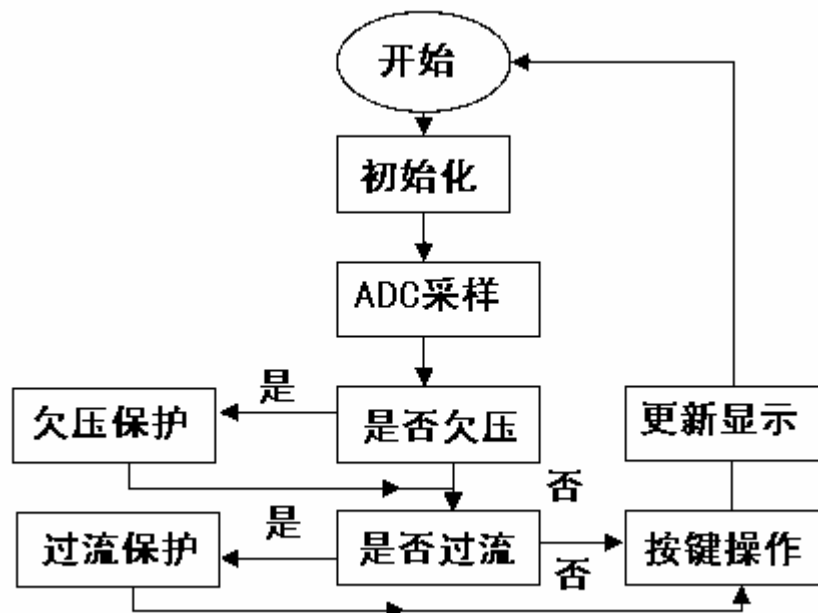 开始
初始化
ADC采样
是
欠压保护
是否欠压
更新显示
否
是
过流保护
是否过流
否
按键操作